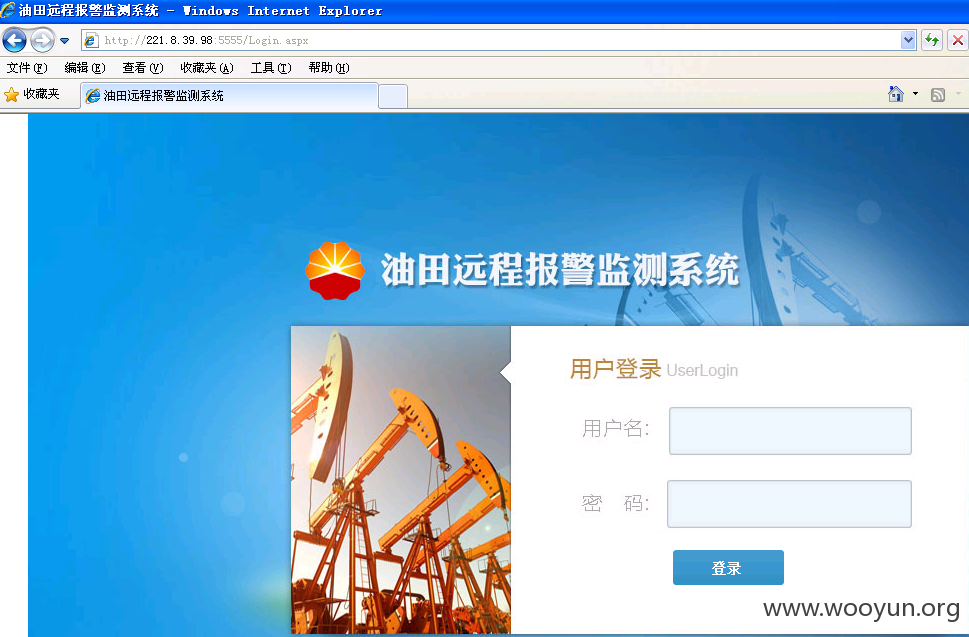 油田远程报警监测系统 - Windows Internet Explorer
http://221.8.39.98:5555/Login.aspx
文件(F) 编辑(E) 查看(V) 收藏夹(A) 工具(T) 帮助(H)
收藏夹 油田远程报警监测系统
油田远程报警监测系统
用户登录 UserLogin
用户名:
密 码:
登录
www.wooyun.org